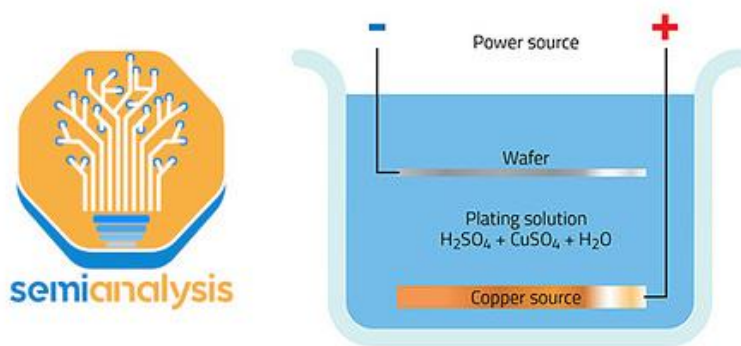 semianalysis
- +
Power source
Wafer
Plating solution
H₂SO₄ + CuSO₄ + H₂O
Copper source